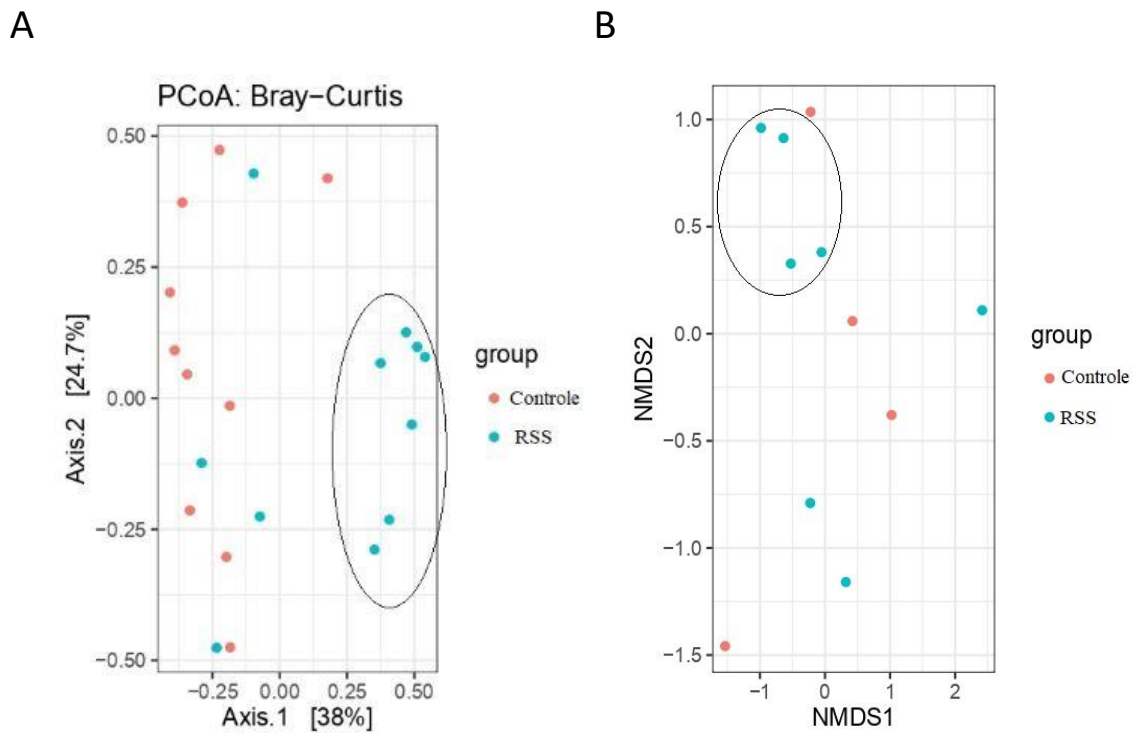 A
B
PCoA: Bray−Curtis
0.50
0.25
0.00
−0.25
−0.50
Axis.2 [24.7%]
−0.25
0.00
0.25
0.50
Axis.1 [38%]
group
Controle
RSS
1.0
0.5
0.0
−0.5
−1.0
−1.5
NMDS2
−1
0
1
2
NMDS1
group
Controle
RSS